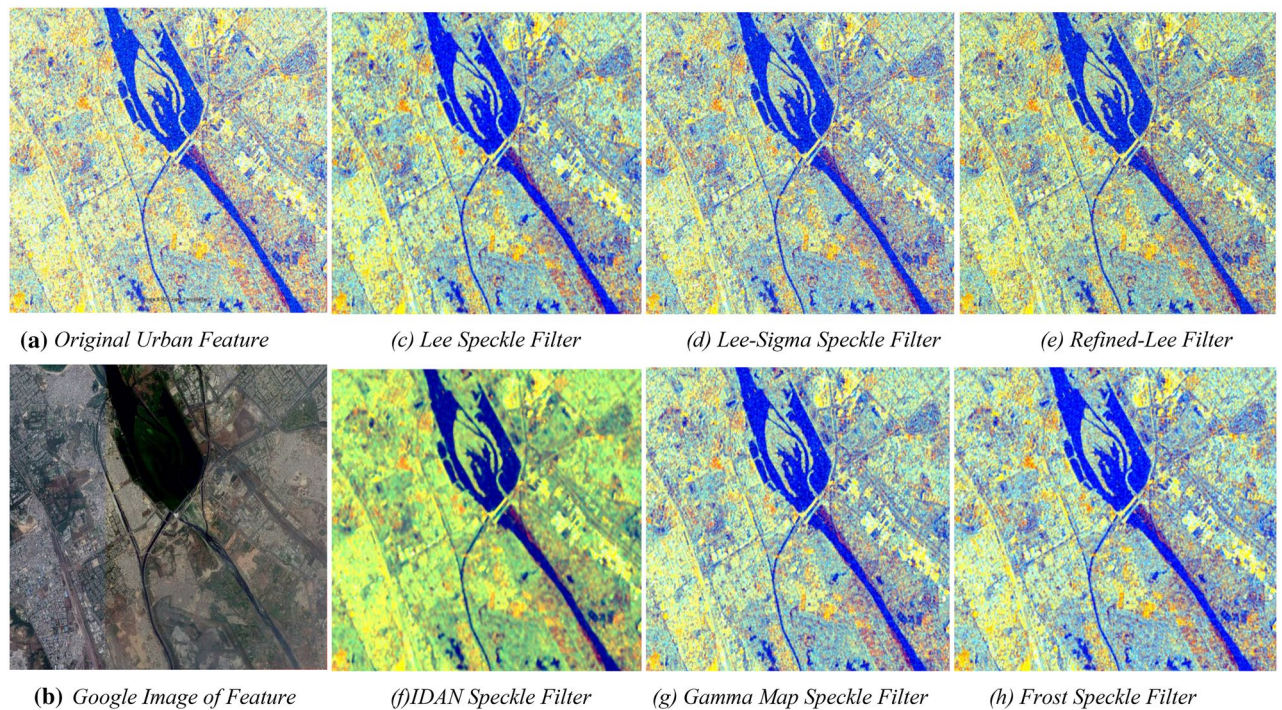 (a) Original Urban Feature
(c) Lee Speckle Filter
(d) Lee-Sigma Speckle Filter
(e) Refined-Lee Filter
(b) Google Image of Feature
(f)IDAN Speckle Filter
(g) Gamma Map Speckle Filter
(h) Frost Speckle Filter